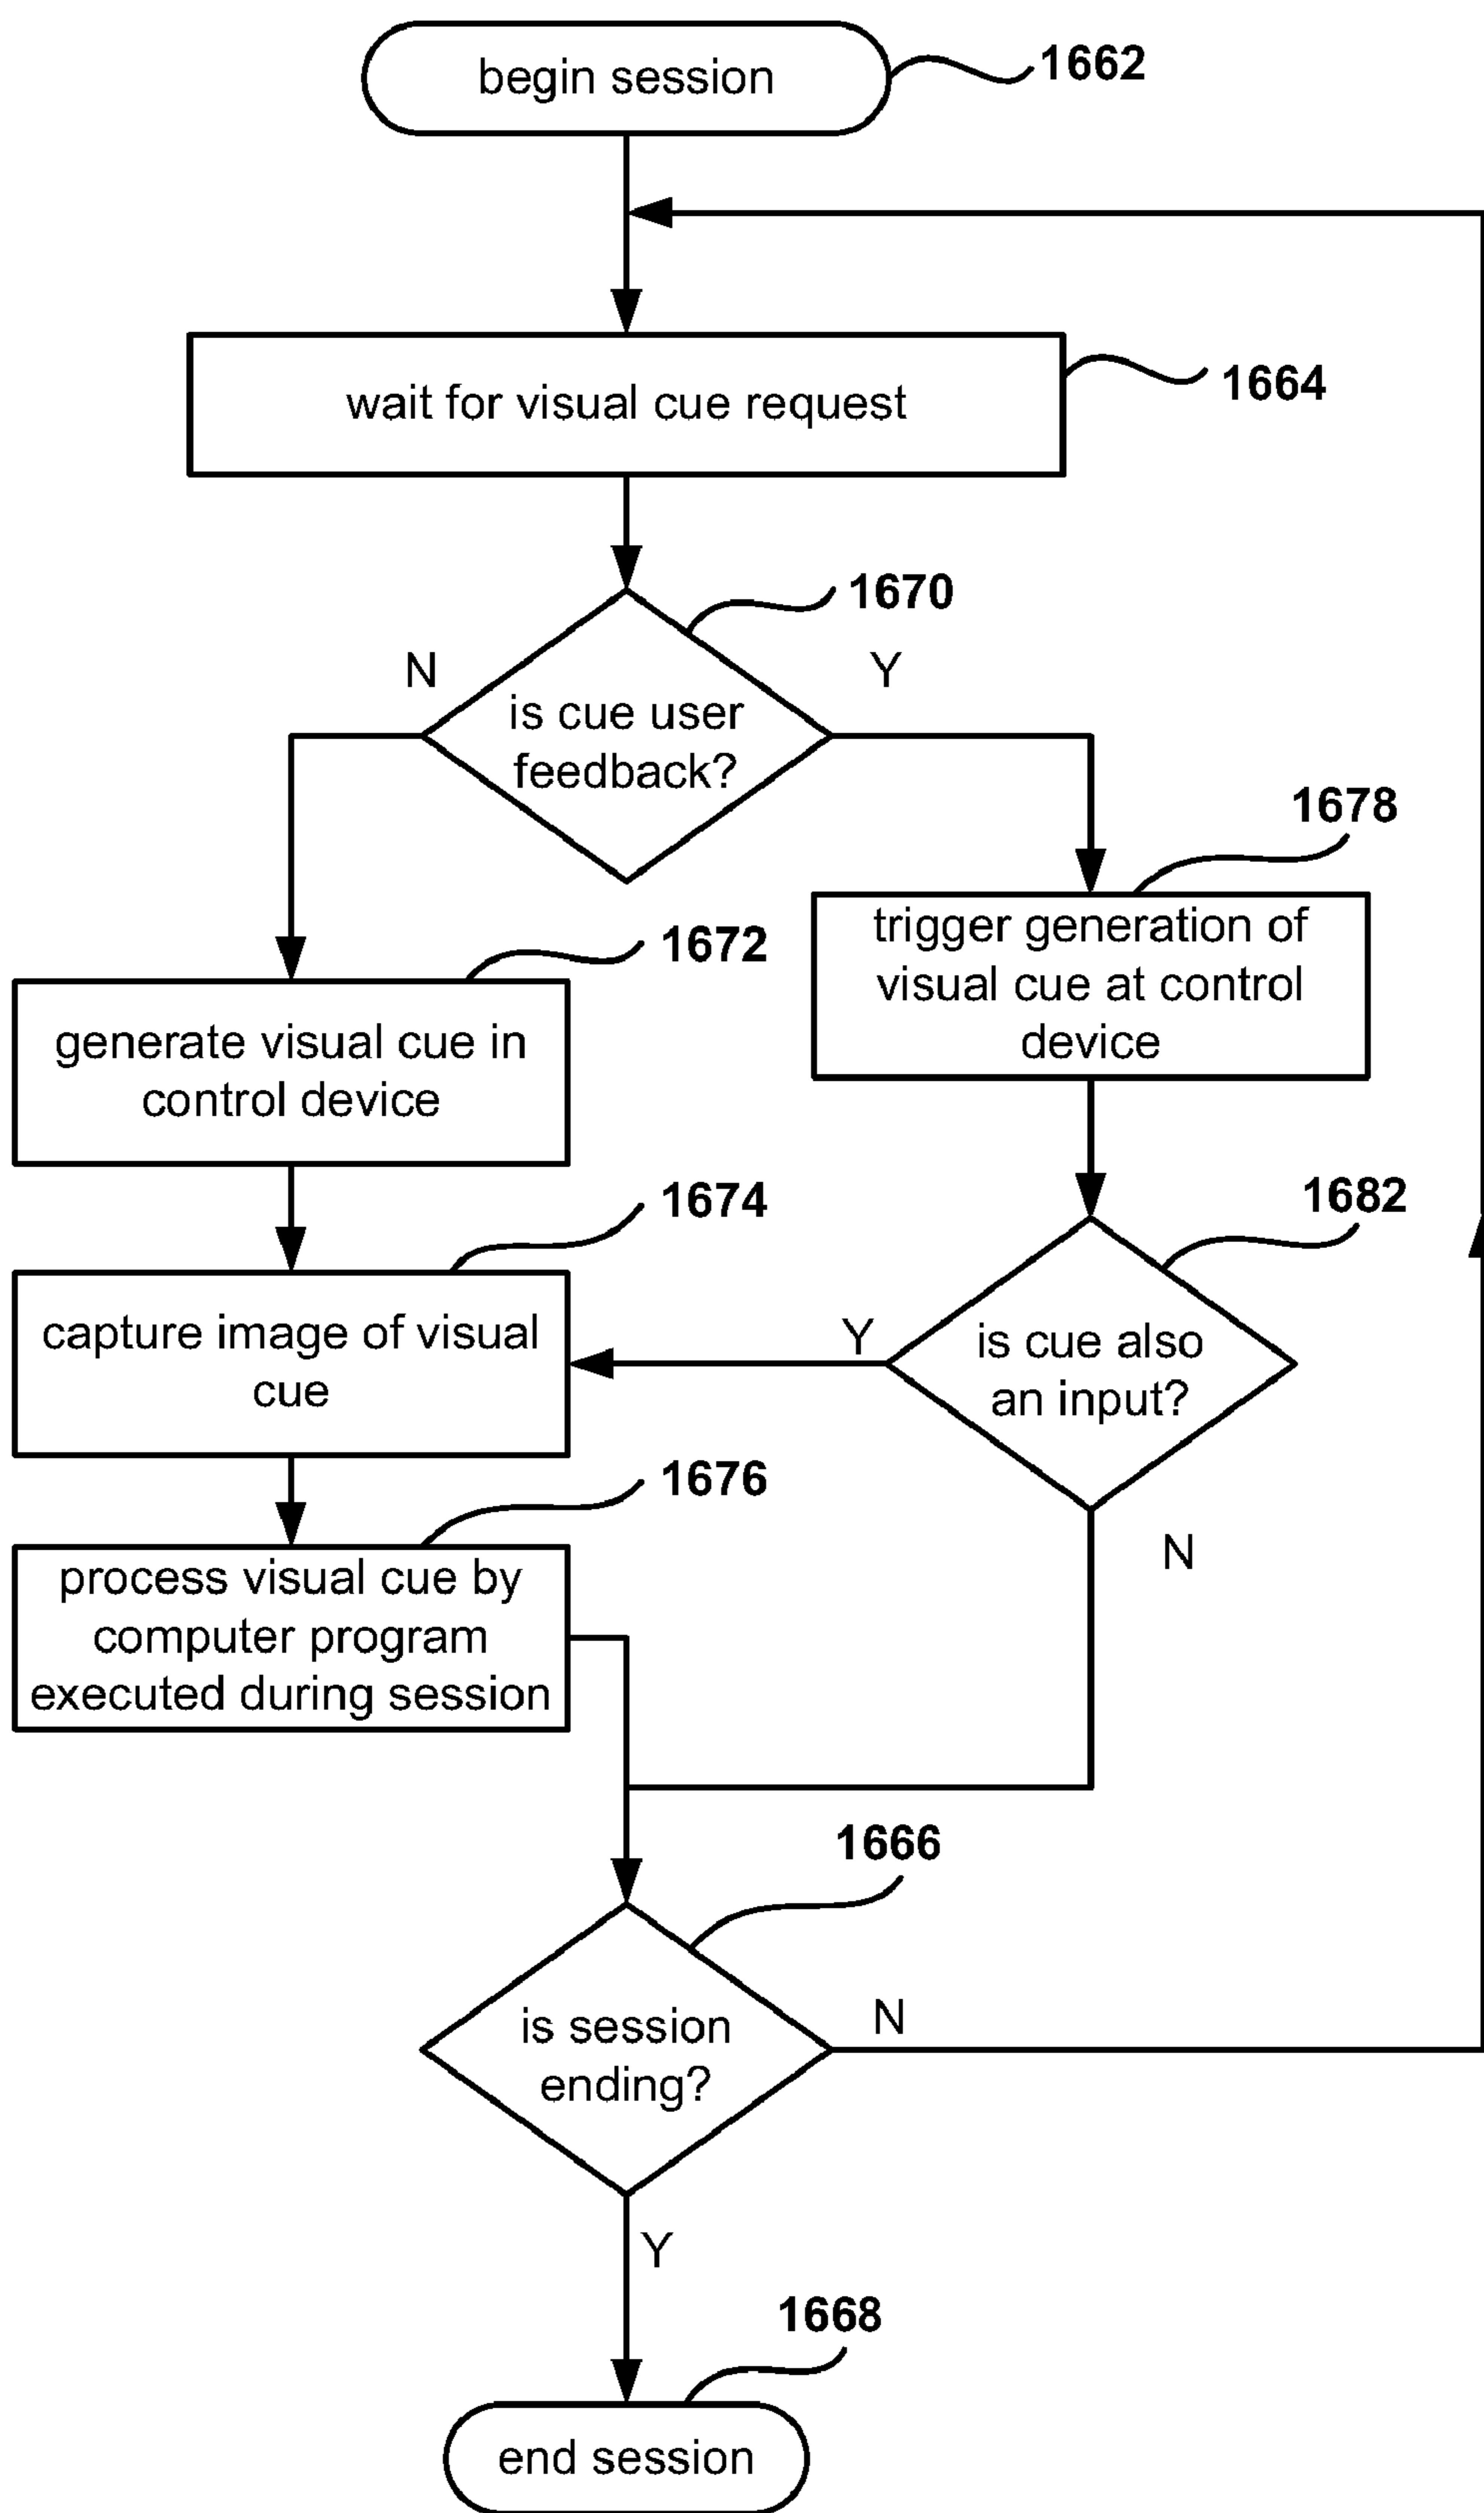 begin session
1662
wait for visual cue request
1664
1670
N
Y
is cue user
feedback?
1678
trigger generation of
visual cue at control
device
1672
generate visual cue in
control device
1674
1682
capture image of visual
cue
Y
is cue also
an input?
1676
N
process visual cue by
computer program
executed during session
1666
is session
ending?
N
Y
1668
end session